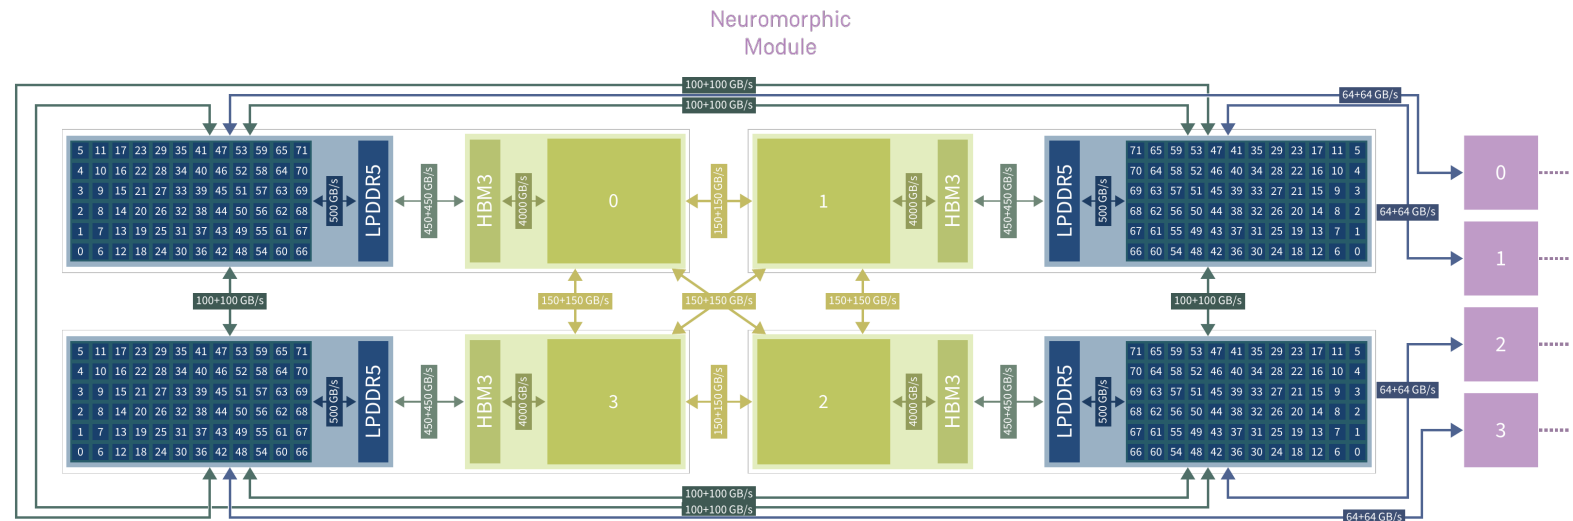 Neuromorphic
Module
100+100 GB/s
64+64 GB/s
100+100 GB/s
5 11 17 23 29 35 41 47 53 59 65 71
4 10 16 22 28 34 40 46 52 58 64 70
3 9 15 21 27 33 39 45 51 57 63 69
2 8 14 20 26 32 38 44 50 56 62 68
1 7 13 19 25 31 37 43 49 55 61 67
0 6 12 18 24 30 36 42 48 54 60 66
500 GB/s
LPDDR5
450+450 GB/s
HBM3
4000 GB/s
0
150+150 GB/s
1
4000 GB/s
HBM3
450+450 GB/s
LPDDR5
500 GB/s
71 65 59 53 47 41 35 29 23 17 11 5
70 64 58 52 46 40 34 28 22 16 10 4
69 63 57 51 45 39 33 27 21 15 9 3
68 62 56 50 44 38 32 26 20 14 8 2
67 61 55 49 43 37 31 25 19 13 7 1
66 60 54 48 42 36 30 24 18 12 6 0
64+64 GB/s
0
1
100+100 GB/s
150+150 GB/s
150+150 GB/s
150+150 GB/s
100+100 GB/s
5 11 17 23 29 35 41 47 53 59 65 71
4 10 16 22 28 34 40 46 52 58 64 70
3 9 15 21 27 33 39 45 51 57 63 69
2 8 14 20 26 32 38 44 50 56 62 68
1 7 13 19 25 31 37 43 49 55 61 67
0 6 12 18 24 30 36 42 48 54 60 66
500 GB/s
LPDDR5
450+450 GB/s
HBM3
4000 GB/s
3
150+150 GB/s
2
4000 GB/s
HBM3
450+450 GB/s
LPDDR5
500 GB/s
71 65 59 53 47 41 35 29 23 17 11 5
70 64 58 52 46 40 34 28 22 16 10 4
69 63 57 51 45 39 33 27 21 15 9 3
68 62 56 50 44 38 32 26 20 14 8 2
67 61 55 49 43 37 31 25 19 13 7 1
66 60 54 48 42 36 30 24 18 12 6 0
64+64 GB/s
2
3
100+100 GB/s
100+100 GB/s
64+64 GB/s